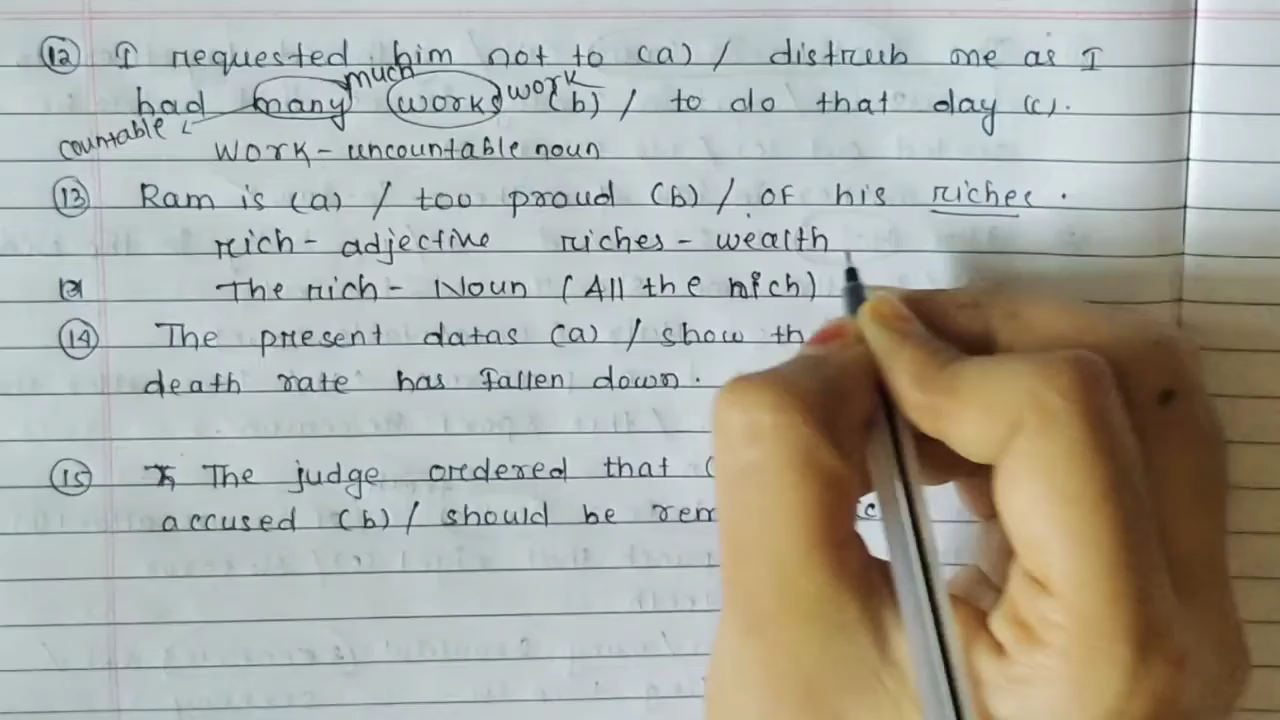 (12) I requested him not to (a) / distrub me as I
much work
had many works (b) / to do that day (c).
countable
work - uncountable noun
(13) Ram is (a) / too proud (b) / of his riches.
rich - adjective riches - wealth
The rich - Noun (All the rich)
(14) The present datas (a) / show th
death rate has fallen down.
(15) The judge ordered that (
accused (b) / should be rem c